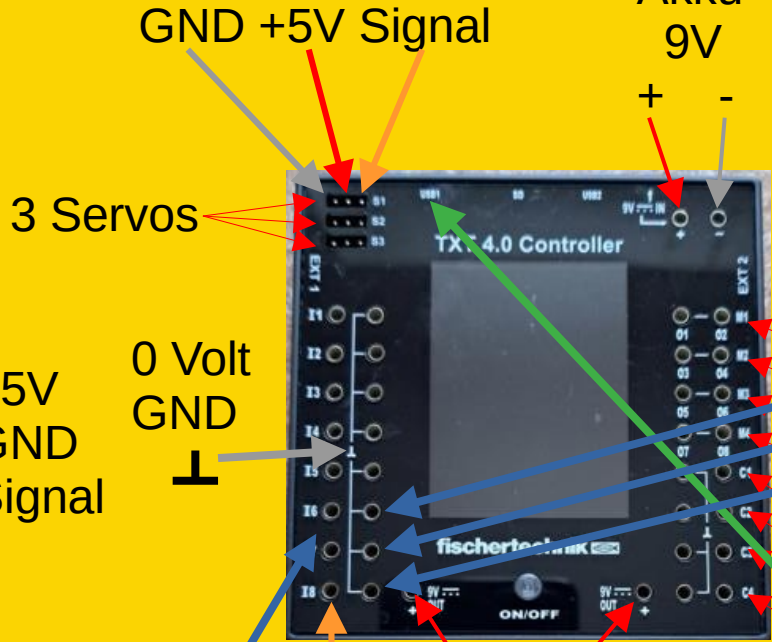 Akku
9V
+ -
GND +5V Signal
3 Servos
0 Volt
GND
5V
GND
Signal
USB1
USB2
9V IN
+ -
S1
S2
S3
TXT 4.0 Controller
EXT 1
EXT 2
I1
I2
I3
I4
I5
I6
I8
M1
O1 O2
M2
O3 O4
M3
O5 O6
M4
O7 O8
C1
C2
C3
C4
fischertechnik
9V OUT
+
ON/OFF
9V OUT
+